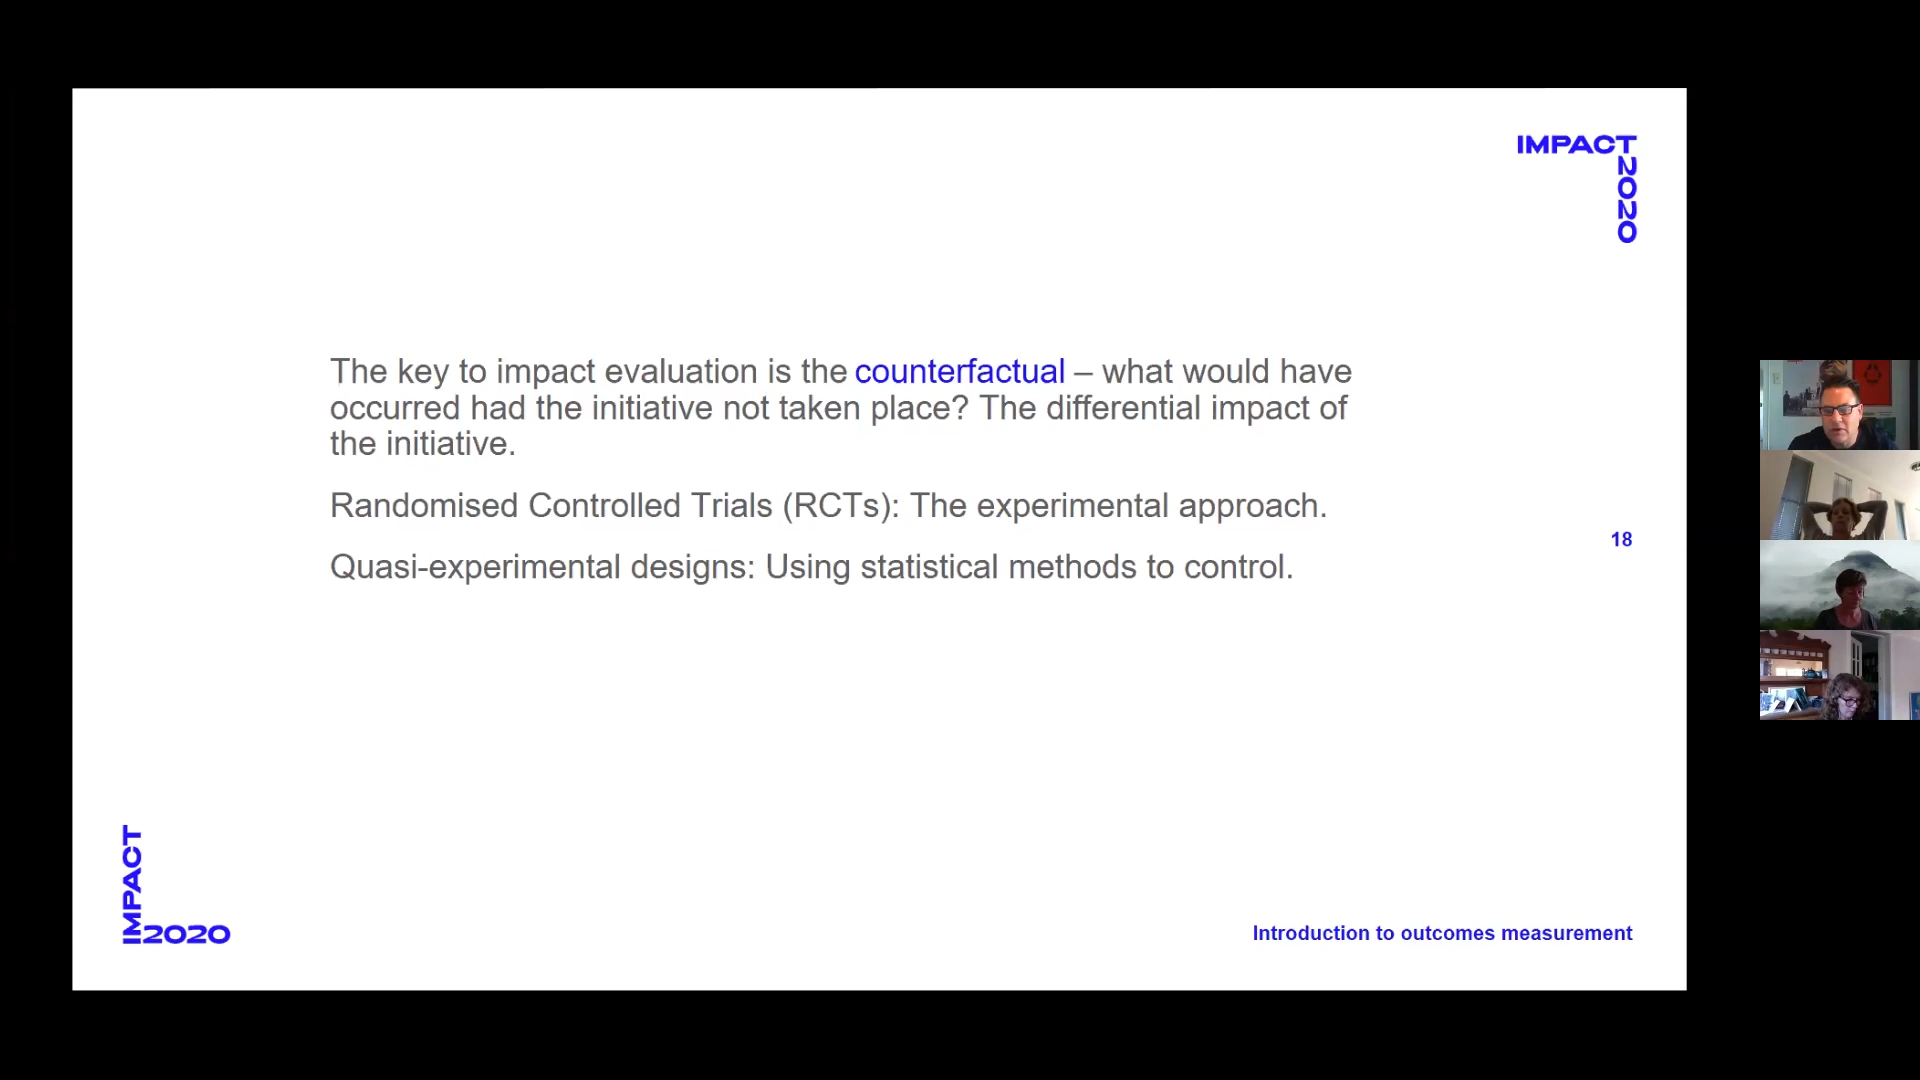 IMPACT
2020
The key to impact evaluation is the counterfactual – what would have
occurred had the initiative not taken place? The differential impact of
the initiative.
Randomised Controlled Trials (RCTs): The experimental approach.
18
Quasi-experimental designs: Using statistical methods to control.
IMPACT
2020
Introduction to outcomes measurement